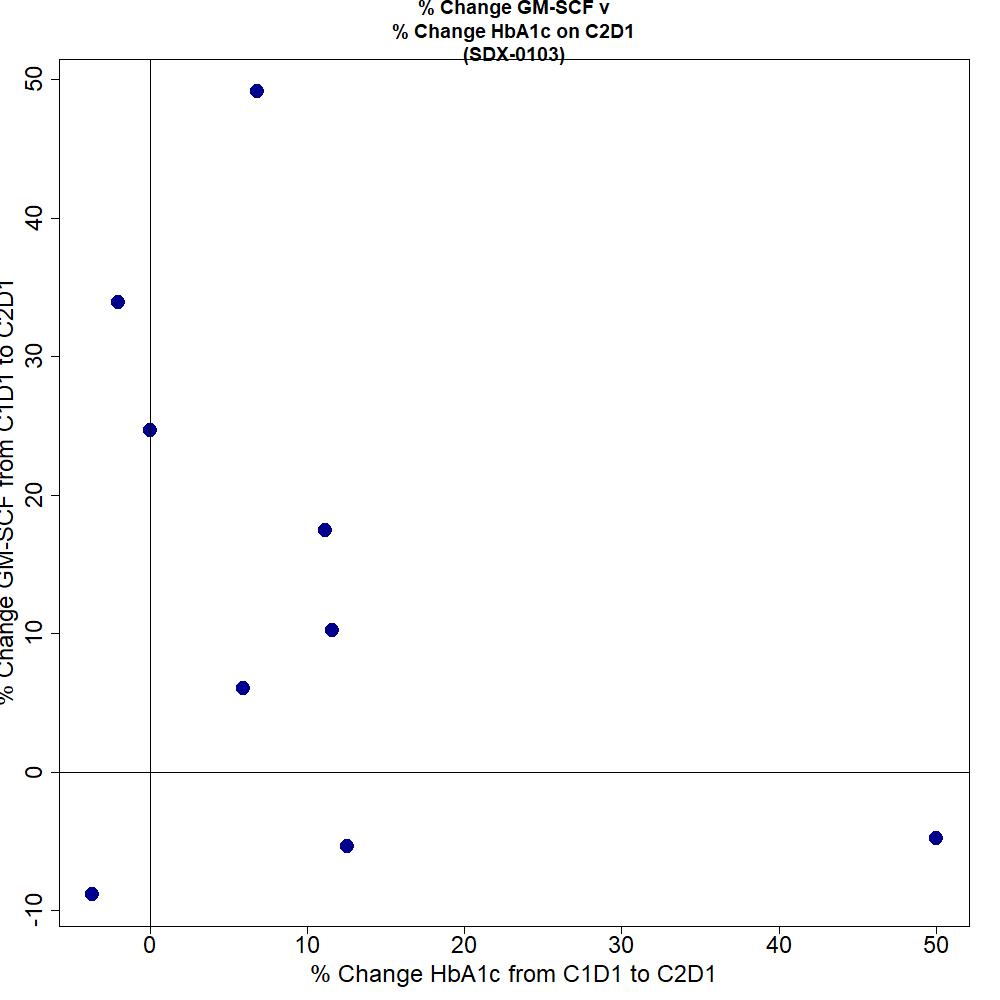 % Change GM-SCF v
% Change HbA1c on C2D1
(SDX-0103)
% Change GM-SCF from C1D1 to C2D1
50
40
30
20
10
0
-10
0 10 20 30 40 50
% Change HbA1c from C1D1 to C2D1